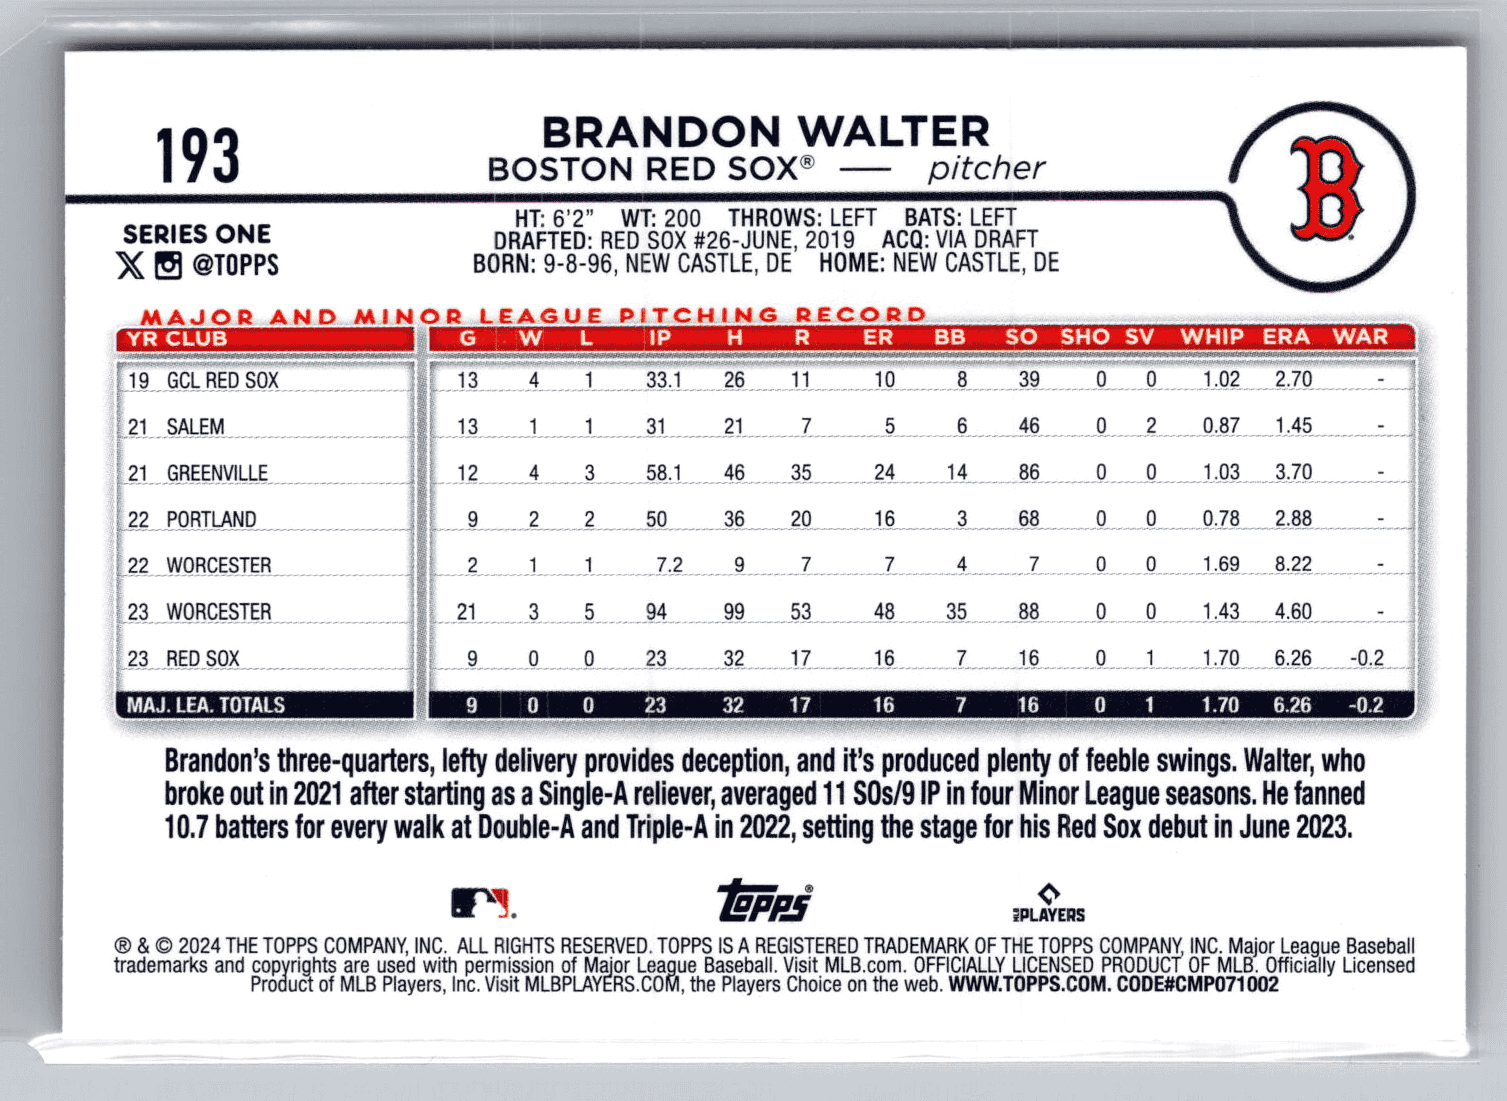 193
BRANDON WALTER
BOSTON RED SOX® — pitcher
B
SERIES ONE
X @TOPPS
HT: 6'2" WT: 200 THROWS: LEFT BATS: LEFT
DRAFTED: RED SOX #26-JUNE, 2019 ACQ: VIA DRAFT
BORN: 9-8-96, NEW CASTLE, DE HOME: NEW CASTLE, DE
MAJOR AND MINOR LEAGUE PITCHING RECORD
YR CLUB G W L IP H R ER BB SO SHO SV WHIP ERA WAR
19 GCL RED SOX 13 4 1 33.1 26 11 10 8 39 0 0 1.02 2.70 -
21 SALEM 13 1 1 31 21 7 5 6 46 0 2 0.87 1.45 -
21 GREENVILLE 12 4 3 58.1 46 35 24 14 86 0 0 1.03 3.70 -
22 PORTLAND 9 2 2 50 36 20 16 3 68 0 0 0.78 2.88 -
22 WORCESTER 2 1 1 7.2 9 7 7 4 7 0 0 1.69 8.22 -
23 WORCESTER 21 3 5 94 99 53 48 35 88 0 0 1.43 4.60 -
23 RED SOX 9 0 0 23 32 17 16 7 16 0 1 1.70 6.26 -0.2
MAJ. LEA. TOTALS 9 0 0 23 32 17 16 7 16 0 1 1.70 6.26 -0.2
Brandon's three-quarters, lefty delivery provides deception, and it's produced plenty of feeble swings. Walter, who
broke out in 2021 after starting as a Single-A reliever, averaged 11 SOs/9 IP in four Minor League seasons. He fanned
10.7 batters for every walk at Double-A and Triple-A in 2022, setting the stage for his Red Sox debut in June 2023.
TOPPS® MLB PLAYERS
® & © 2024 THE TOPPS COMPANY, INC. ALL RIGHTS RESERVED. TOPPS IS A REGISTERED TRADEMARK OF THE TOPPS COMPANY, INC. Major League Baseball
trademarks and copyrights are used with permission of Major League Baseball. Visit MLB.com. OFFICIALLY LICENSED PRODUCT OF MLB. Officially Licensed
Product of MLB Players, Inc. Visit MLBPLAYERS.COM, the Players Choice on the web. WWW.TOPPS.COM. CODE#CMP071002